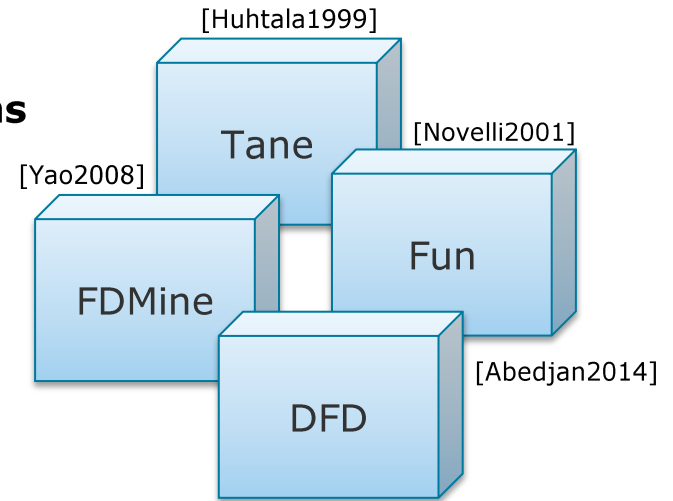 [Huhtala1999]
Tane
[Novelli2001]
[Yao2008]
Fun
FDMine
[Abedjan2014]
DFD